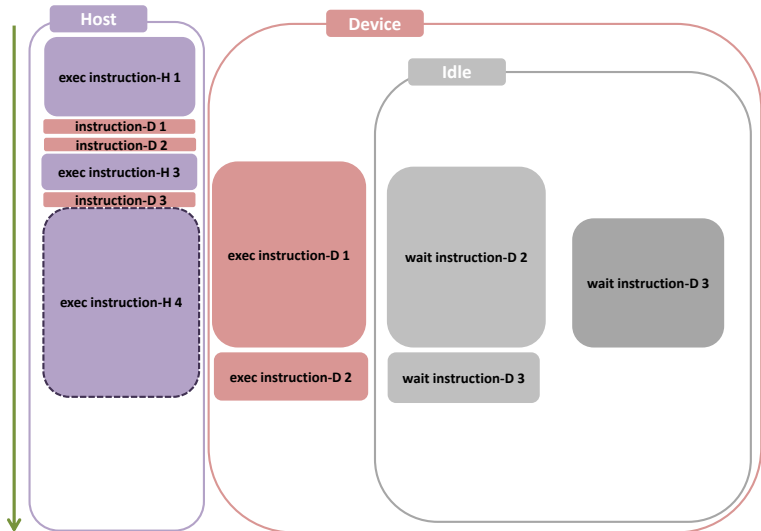 Host
Device
Idle
exec instruction-H 1
instruction-D 1
instruction-D 2
exec instruction-H 3
instruction-D 3
exec instruction-D 1
wait instruction-D 2
wait instruction-D 3
exec instruction-H 4
exec instruction-D 2
wait instruction-D 3